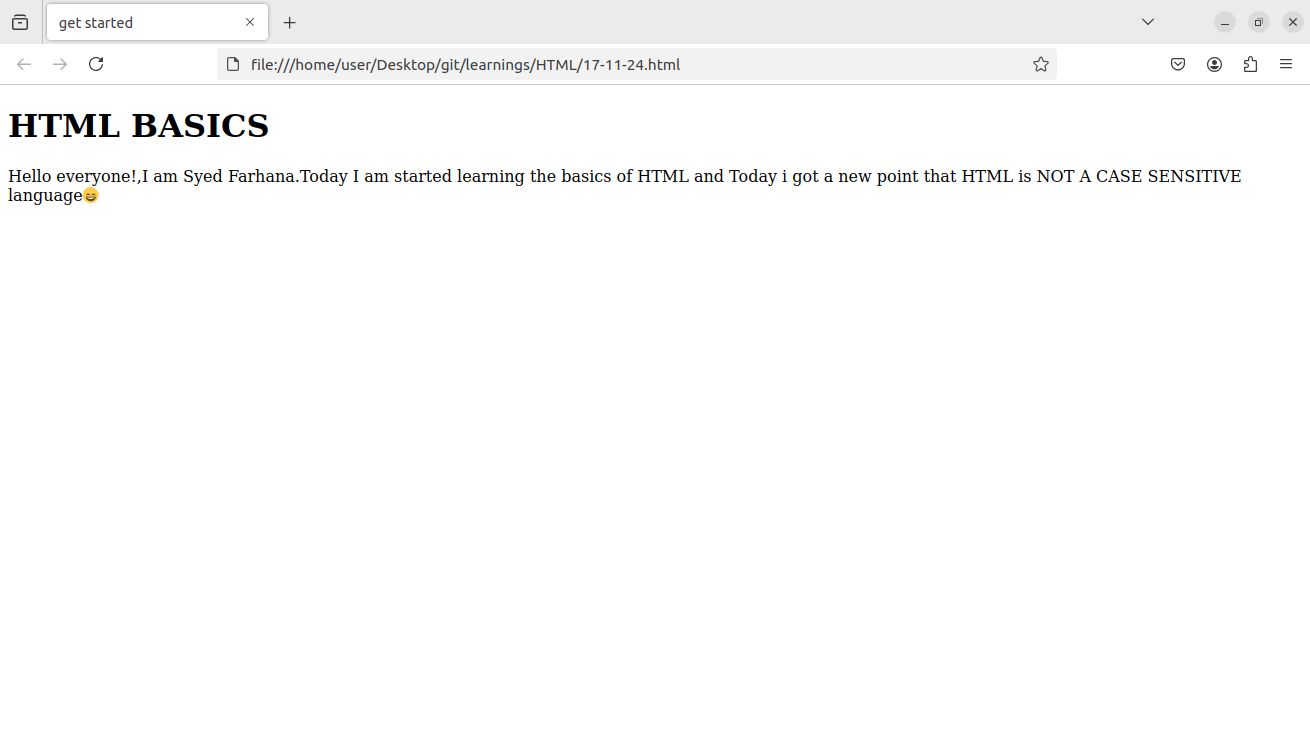 get started
file:///home/user/Desktop/git/learnings/HTML/17-11-24.html
HTML BASICS
Hello everyone!,I am Syed Farhana.Today I am started learning the basics of HTML and Today i got a new point that HTML is NOT A CASE SENSITIVE
language😄